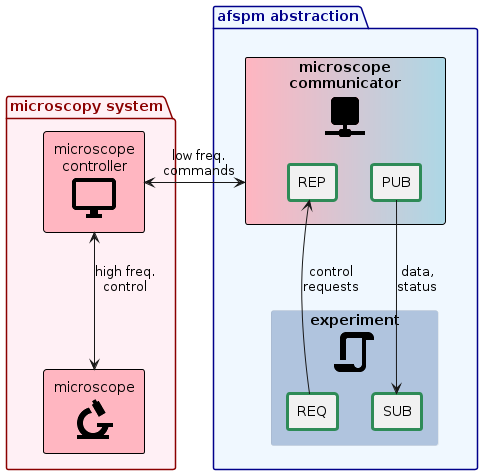 afspm abstraction
microscopy system
microscope
controller
low freq.
commands
microscope
communicator
REP
PUB
high freq.
control
control
requests
data,
status
microscope
experiment
REQ
SUB